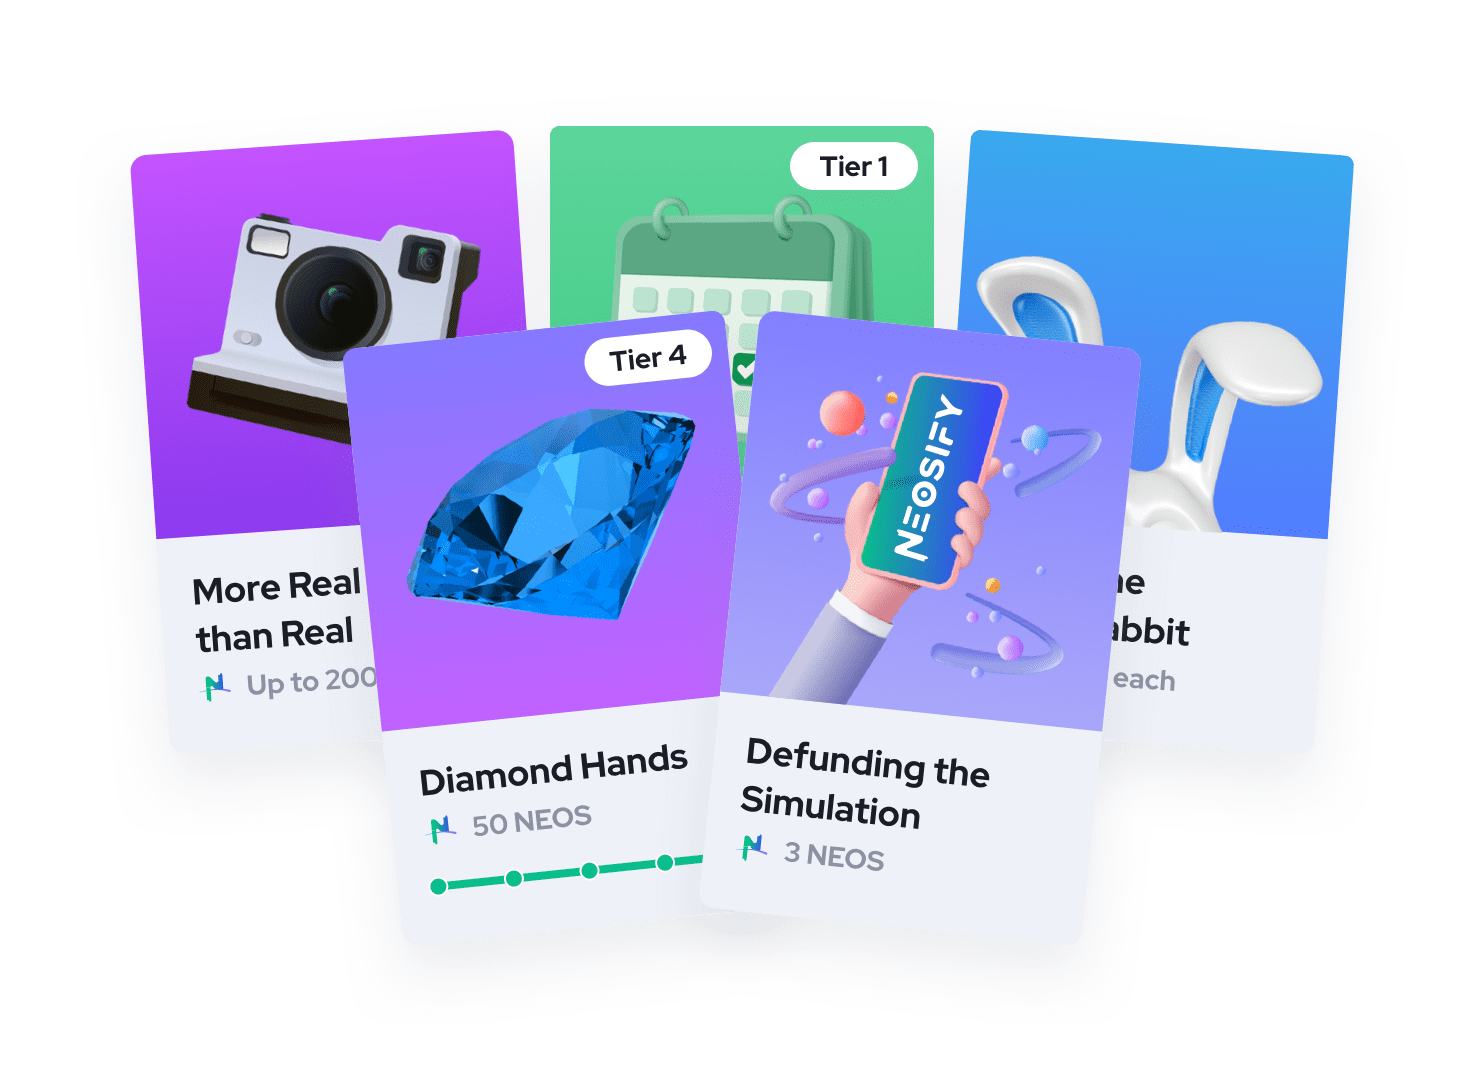 Tier 1
More Real
than Real
Up to 200
Tier 4
Diamond Hands
50 NEOS
NEOSIFY
Defunding the
Simulation
3 NEOS
each